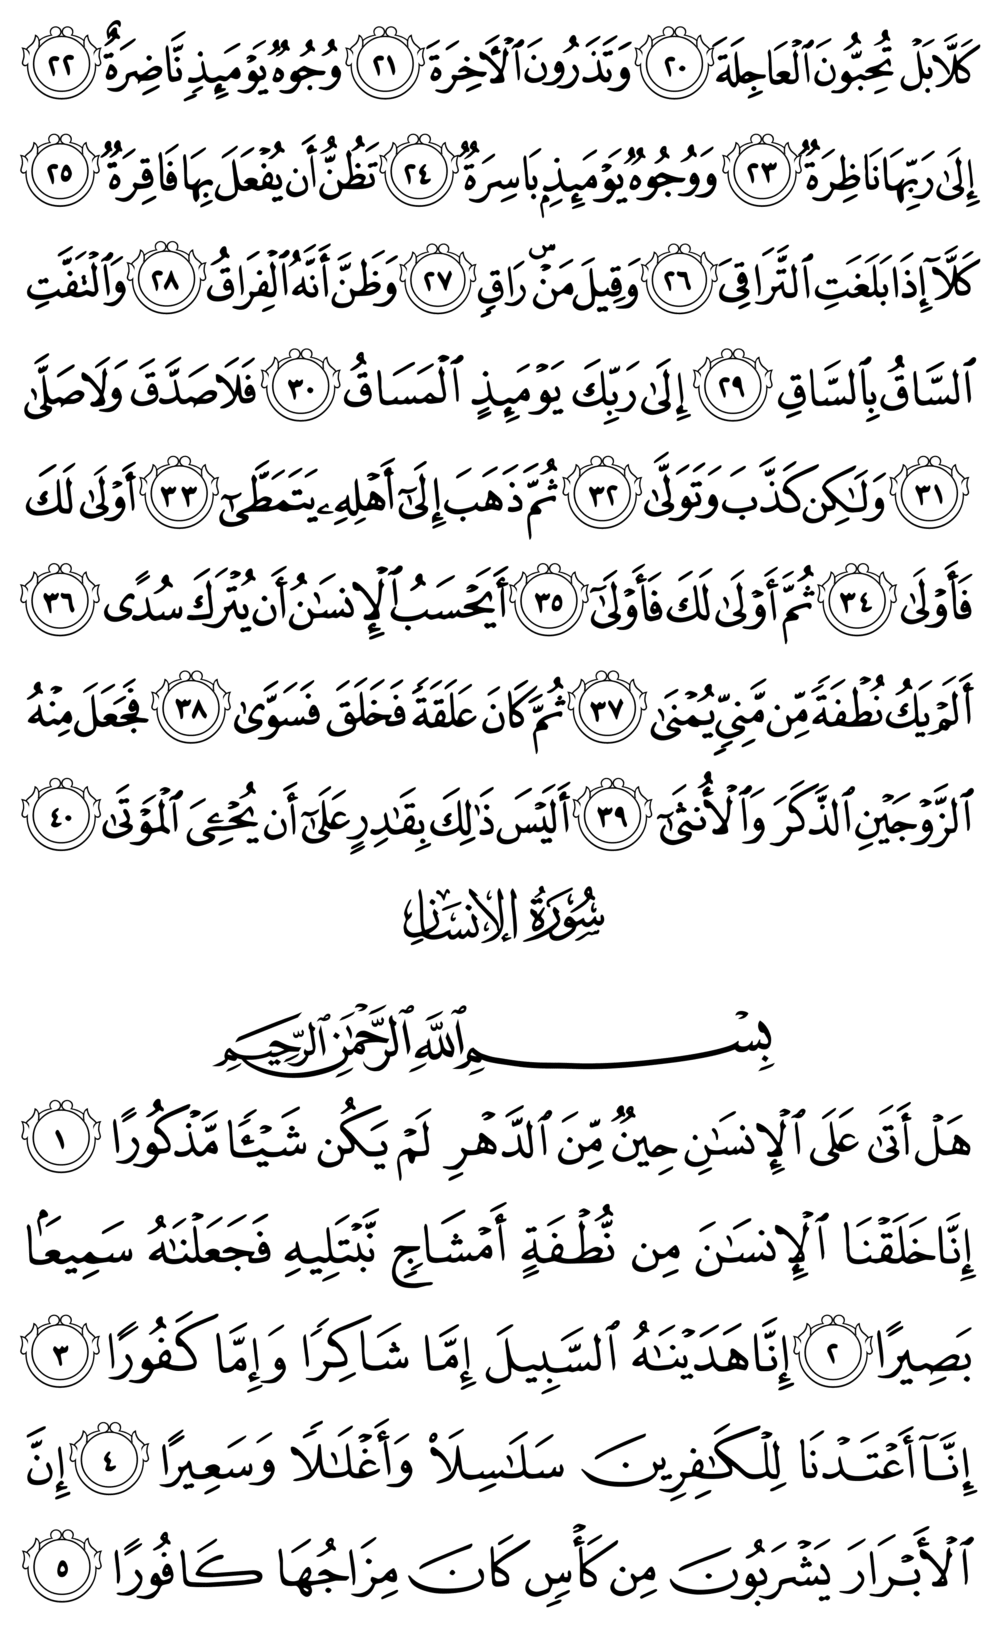 كَلَّا بَلۡ تُحِبُّونَ ٱلۡعَاجِلَةَ ٢٠ وَتَذَرُونَ ٱلۡأٓخِرَةَ ٢١ وُجُوهٞ يَوۡمَئِذٖ نَّاضِرَةٌ ٢٢
إِلَىٰ رَبِّهَا نَاظِرَةٞ ٢٣ وَوُجُوهٞ يَوۡمَئِذِۭ بَاسِرَةٞ ٢٤ تَظُنُّ أَن يُفۡعَلَ بِهَا فَاقِرَةٞ ٢٥
كَلَّآ إِذَا بَلَغَتِ ٱلتَّرَاقِيَ ٢٦ وَقِيلَ مَنۡۜ رَاقٖ ٢٧ وَظَنَّ أَنَّهُ ٱلۡفِرَاقُ ٢٨ وَٱلۡتَفَّتِ
ٱلسَّاقُ بِٱلسَّاقِ ٢٩ إِلَىٰ رَبِّكَ يَوۡمَئِذٍ ٱلۡمَسَاقُ ٣٠ فَلَا صَدَّقَ وَلَا صَلَّىٰ
٣١ وَلَٰكِن كَذَّبَ وَتَوَلَّىٰ ٣٢ ثُمَّ ذَهَبَ إِلَىٰٓ أَهۡلِهِۦ يَتَمَطَّىٰٓ ٣٣ أَوۡلَىٰ لَكَ
فَأَوۡلَىٰ ٣٤ ثُمَّ أَوۡلَىٰ لَكَ فَأَوۡلَىٰٓ ٣٥ أَيَحۡسَبُ ٱلۡإِنسَٰنُ أَن يُتۡرَكَ سُدًى ٣٦
أَلَمۡ يَكُ نُطۡفَةٗ مِّن مَّنِيّٖ يُمۡنَىٰ ٣٧ ثُمَّ كَانَ عَلَقَةٗ فَخَلَقَ فَسَوَّىٰ ٣٨ فَجَعَلَ مِنۡهُ
ٱلزَّوۡجَيۡنِ ٱلذَّكَرَ وَٱلۡأُنثَىٰٓ ٣٩ أَلَيۡسَ ذَٰلِكَ بِقَٰدِرٍ عَلَىٰٓ أَن يُحۡـِۧيَ ٱلۡمَوۡتَىٰ ٤٠
سُورَةُ الإِنسَانِ
بِسۡمِ ٱللَّهِ ٱلرَّحۡمَٰنِ ٱلرَّحِيمِ
هَلۡ أَتَىٰ عَلَى ٱلۡإِنسَٰنِ حِينٞ مِّنَ ٱلدَّهۡرِ لَمۡ يَكُن شَيۡـٔٗا مَّذۡكُورًا ١
إِنَّا خَلَقۡنَا ٱلۡإِنسَٰنَ مِن نُّطۡفَةٍ أَمۡشَاجٖ نَّبۡتَلِيهِ فَجَعَلۡنَٰهُ سَمِيعَۢا
بَصِيرًا ٢ إِنَّا هَدَيۡنَٰهُ ٱلسَّبِيلَ إِمَّا شَاكِرٗا وَإِمَّا كَفُورًا ٣
إِنَّآ أَعۡتَدۡنَا لِلۡكَٰفِرِينَ سَلَٰسِلَاْ وَأَغۡلَٰلٗا وَسَعِيرًا ٤ إِنَّ
ٱلۡأَبۡرَارَ يَشۡرَبُونَ مِن كَأۡسٖ كَانَ مِزَاجُهَا كَافُورًا ٥